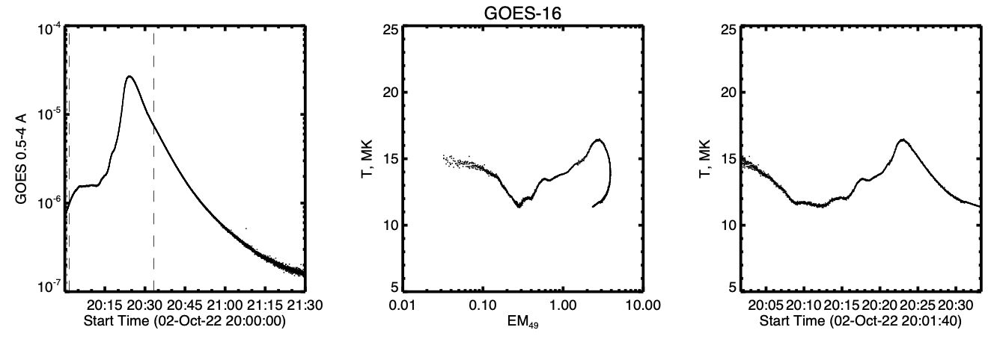 GOES-16
GOES 0.5-4 A
10-4
10-5
10-6
10-7
20:15 20:30 20:45 21:00 21:15 21:30
Start Time (02-Oct-22 20:00:00)
T, MK
25
20
15
10
5
0.01 0.10 1.00 10.00
EM49
T, MK
25
20
15
10
5
20:05 20:10 20:15 20:20 20:25 20:30
Start Time (02-Oct-22 20:01:40)